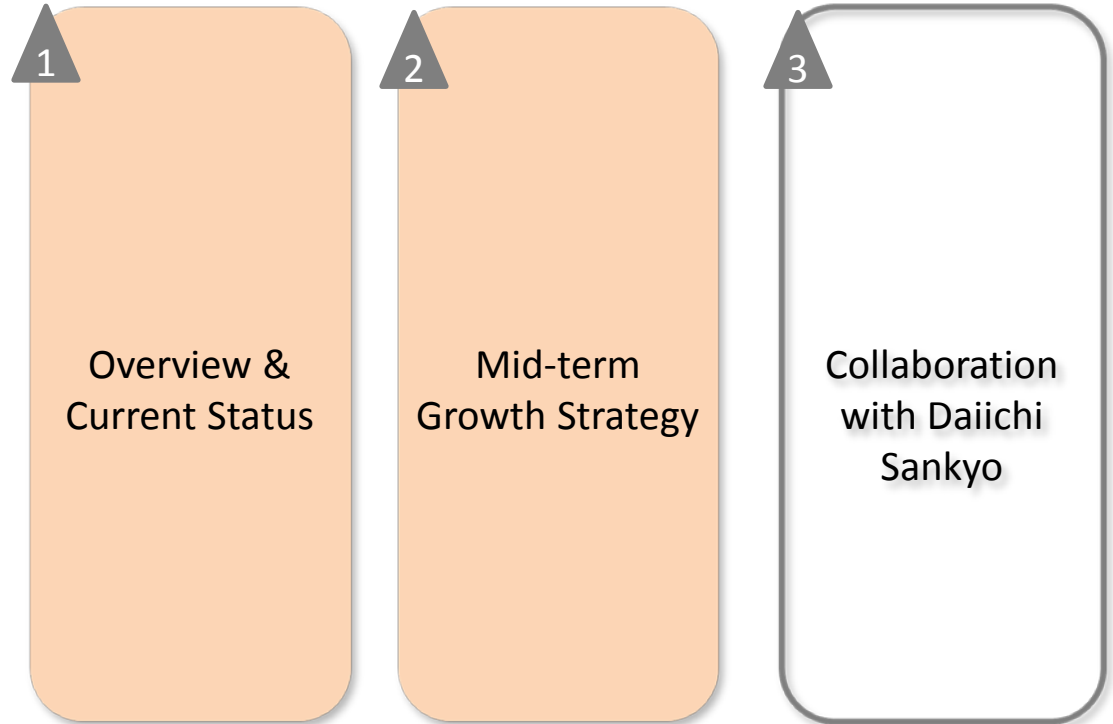 1
Overview &
Current Status
2
Mid-term
Growth Strategy
3
Collaboration
with Daiichi
Sankyo